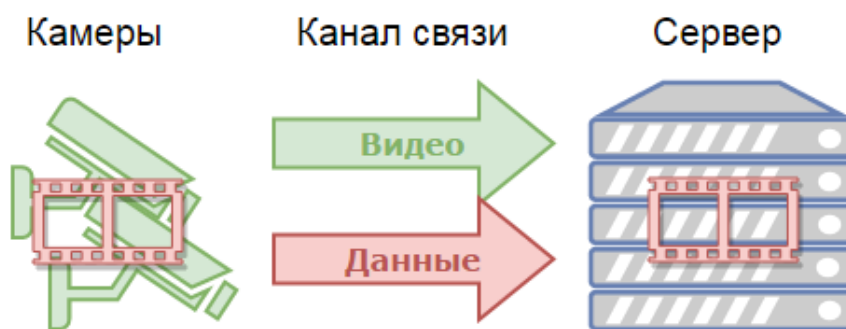 Камеры
Канал связи
Сервер
Видео
Данные